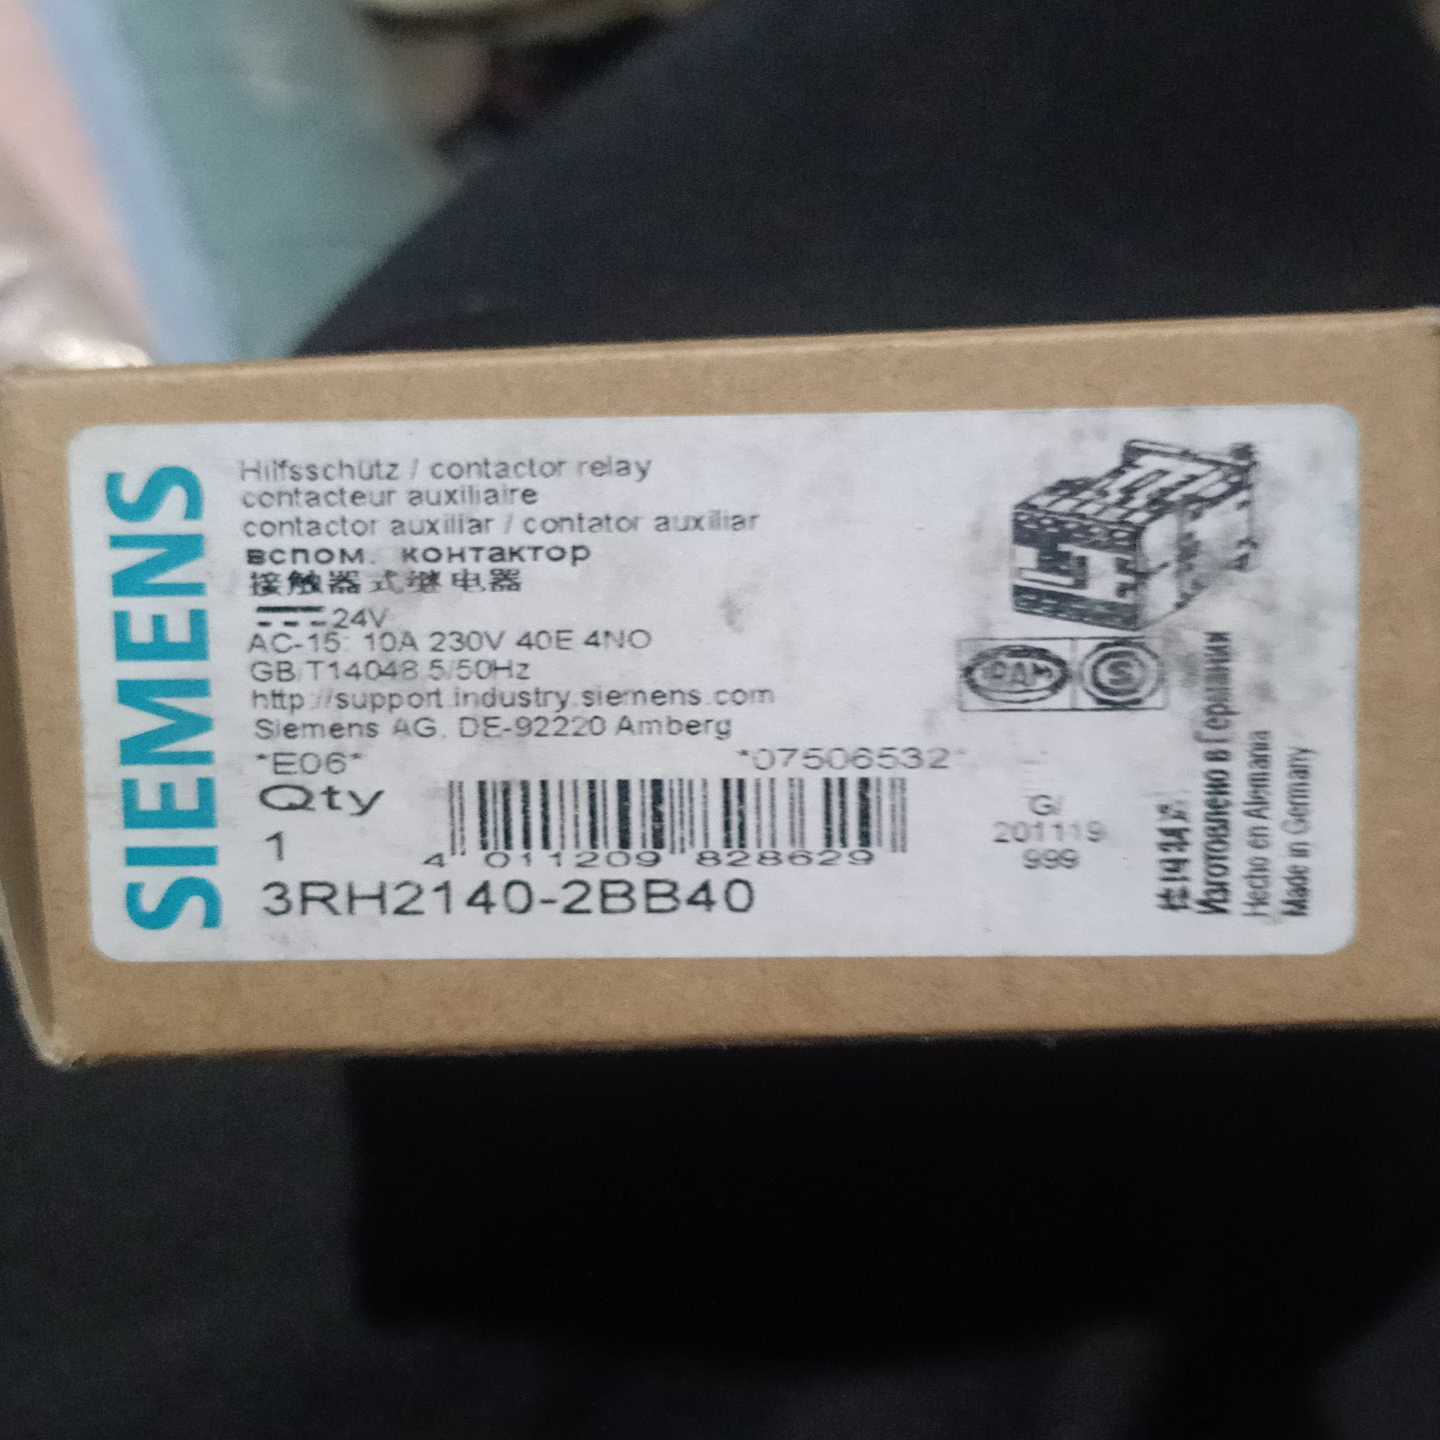 SIEMENS
Hilfsschütz / contactor relay
contacteur auxiliaire
contactor auxiliar / contator auxiliar
вспом. контактор
接触器式继电器
24V
AC-15: 10A 230V 40E 4NO
GB/T14048.5/50Hz
http://support.industry.siemens.com
Siemens AG, DE-92220 Amberg
*E06* *07506532*
Qty
1
4 011209 828629
3RH2140-2BB40
G/
201119
999
S
Изготовлено в Германии
Hecho en Alemania
Made in Germany